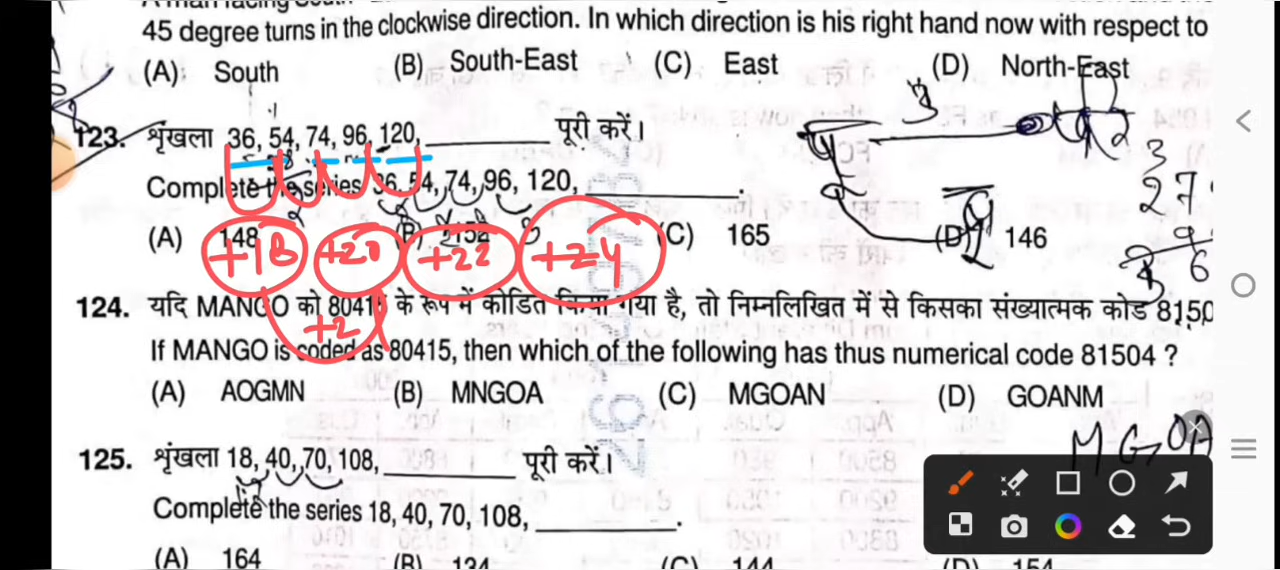 45 degree turns in the clockwise direction. In which direction is his right hand now with respect to
(A) South (B) South-East (C) East (D) North-East
123. शृंखला 36, 54, 74, 96, 120, ________ पूरी करें।
Complete the series 36, 54, 74, 96, 120, ________.
(A) 148 (B) (C) 165 (D) 146
+18 +20 +22 +24
+2
124. यदि MANGO को 80415 के रूप में कोडित किया गया है, तो निम्नलिखित में से किसका संख्यात्मक कोड 8150
If MANGO is coded as 80415, then which of the following has thus numerical code 81504 ?
(A) AOGMN (B) MNGOA (C) MGOAN (D) GOANM
MGOA
125. शृंखला 18, 40, 70, 108, ________ पूरी करें।
Complete the series 18, 40, 70, 108, ________.
(A) 164 (B) 134 (C) 144 (D) 154